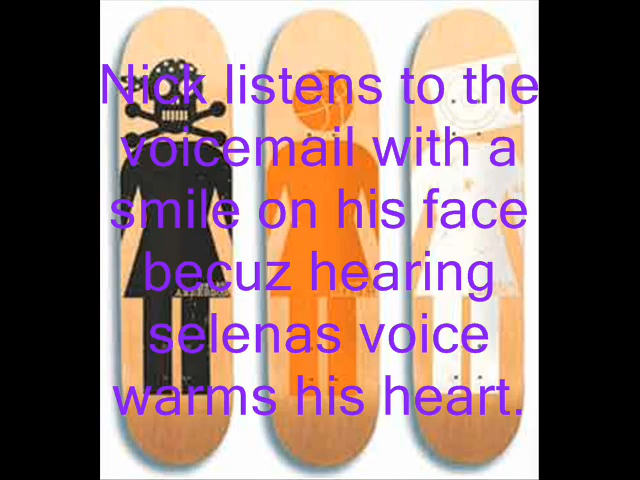 Nick listens to the
voicemail with a
smile on his face
becuz hearing
selenas voice
warms his heart.